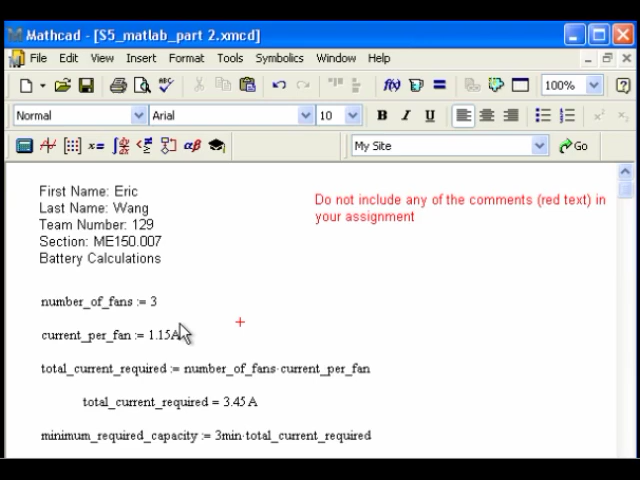 Mathcad - [S5_matlab_part 2.xmcd]
File Edit View Insert Format Tools Symbolics Window Help
f(x) = 100%
Normal Arial 10 B I U
x= αβ My Site Go
First Name: Eric
Last Name: Wang
Team Number: 129
Section: ME150.007
Battery Calculations
Do not include any of the comments (red text) in
your assignment
number_of_fans := 3
current_per_fan := 1.15A
total_current_required := number_of_fans·current_per_fan
total_current_required = 3.45 A
minimum_required_capacity := 3min·total_current_required